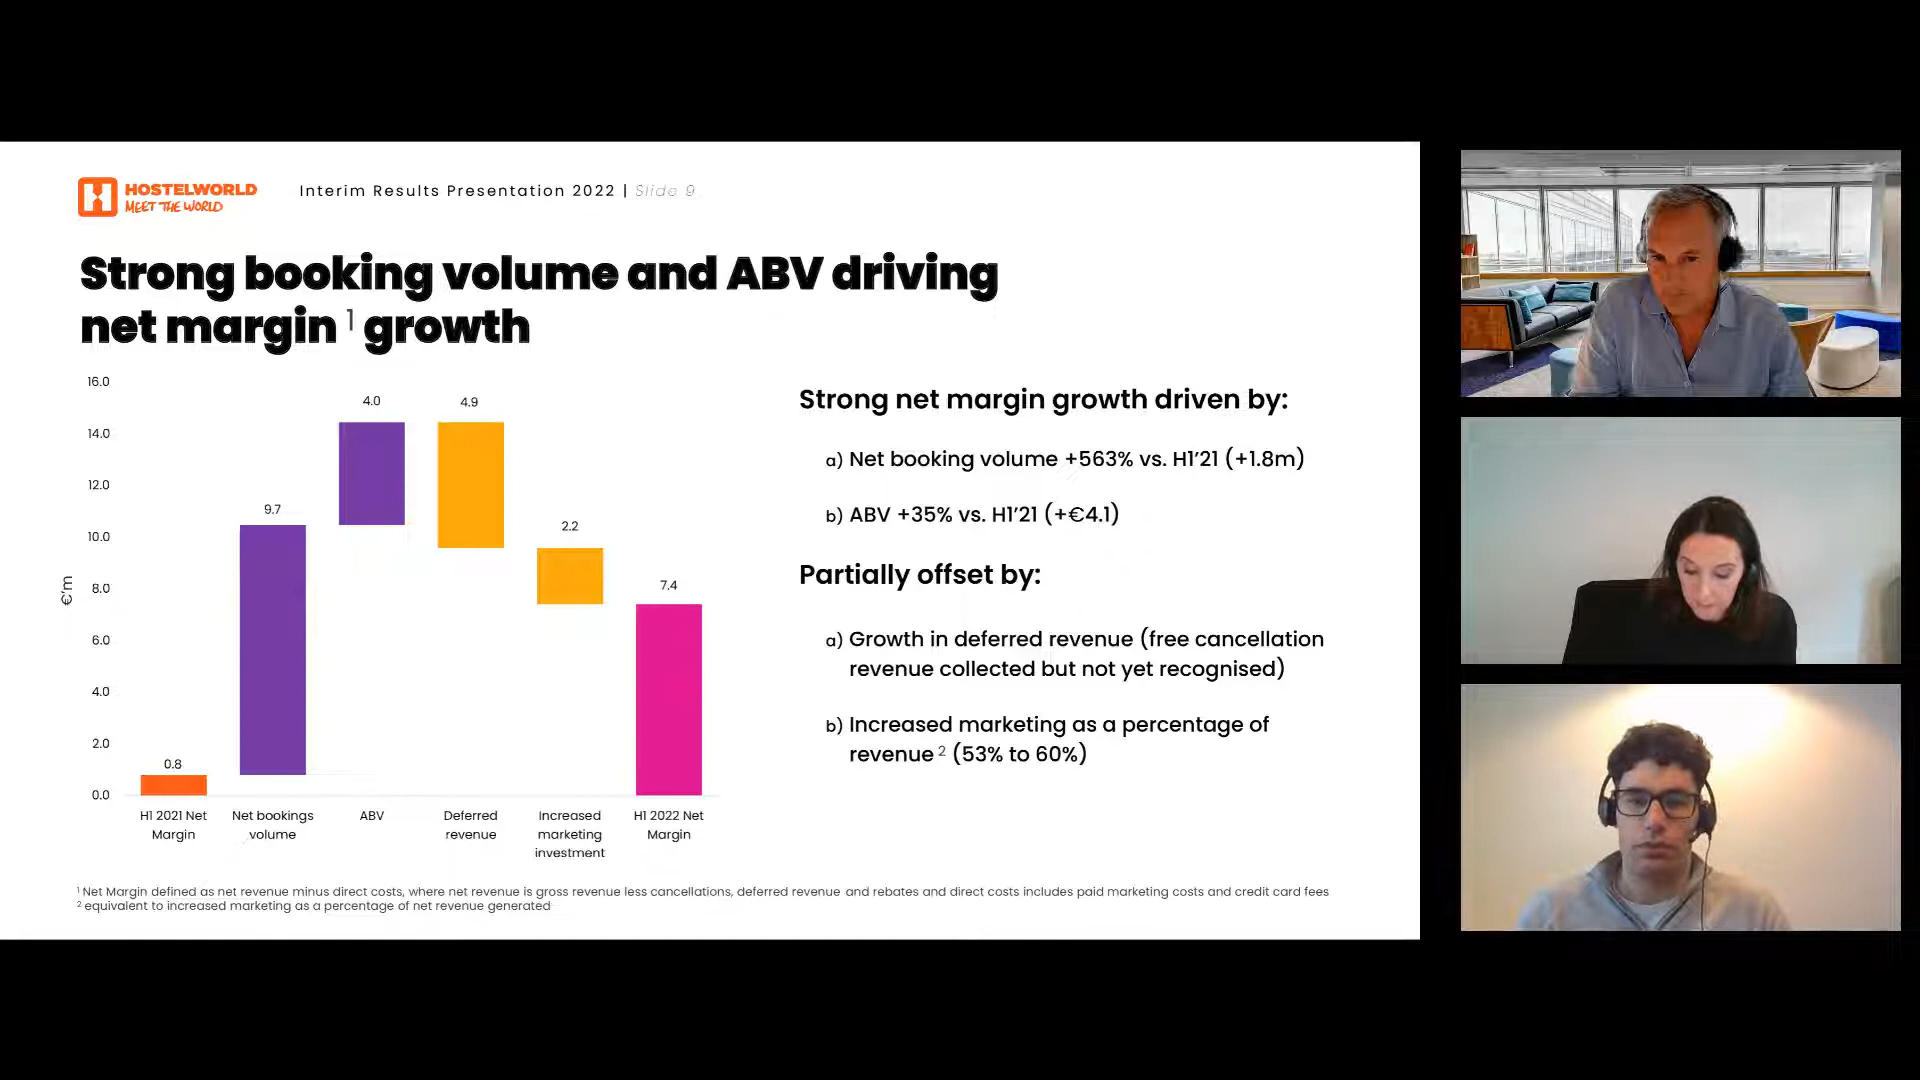 HOSTELWORLD
MEET THE WORLD
Interim Results Presentation 2022 | Slide 9
Strong booking volume and ABV driving
net margin 1 growth
16.0
14.0
12.0
10.0
8.0
6.0
4.0
2.0
0.0
€'m
0.8
9.7
4.0
4.9
2.2
7.4
H1 2021 Net
Margin
Net bookings
volume
ABV
Deferred
revenue
Increased
marketing
investment
H1 2022 Net
Margin
Strong net margin growth driven by:
a) Net booking volume +563% vs. H1'21 (+1.8m)
b) ABV +35% vs. H1'21 (+€4.1)
Partially offset by:
a) Growth in deferred revenue (free cancellation
revenue collected but not yet recognised)
b) Increased marketing as a percentage of
revenue 2 (53% to 60%)
1 Net Margin defined as net revenue minus direct costs, where net revenue is gross revenue less cancellations, deferred revenue and rebates and direct costs includes paid marketing costs and credit card fees
2 equivalent to increased marketing as a percentage of net revenue generated